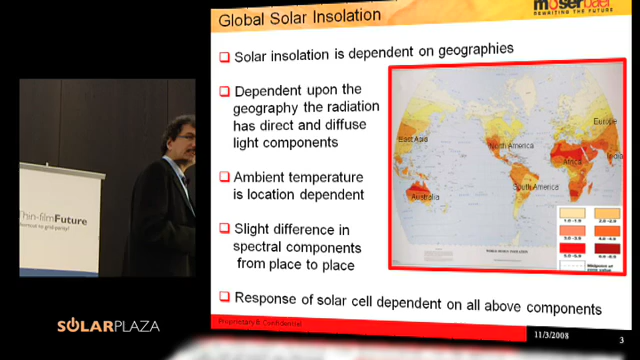 Global Solar Insolation
moserbaer
REWRITING THE FUTURE
Solar insolation is dependent on geographies
Dependent upon the
geography the radiation
has direct and diffuse
light components
Ambient temperature
is location dependent
Slight difference in
spectral components
from place to place
Response of solar cell dependent on all above components
East Asia
North America
Europe
Africa
India
South America
Australia
Proprietary & Confidential
11/3/2008
3
Thin-filmFuture
SOLARPLAZA